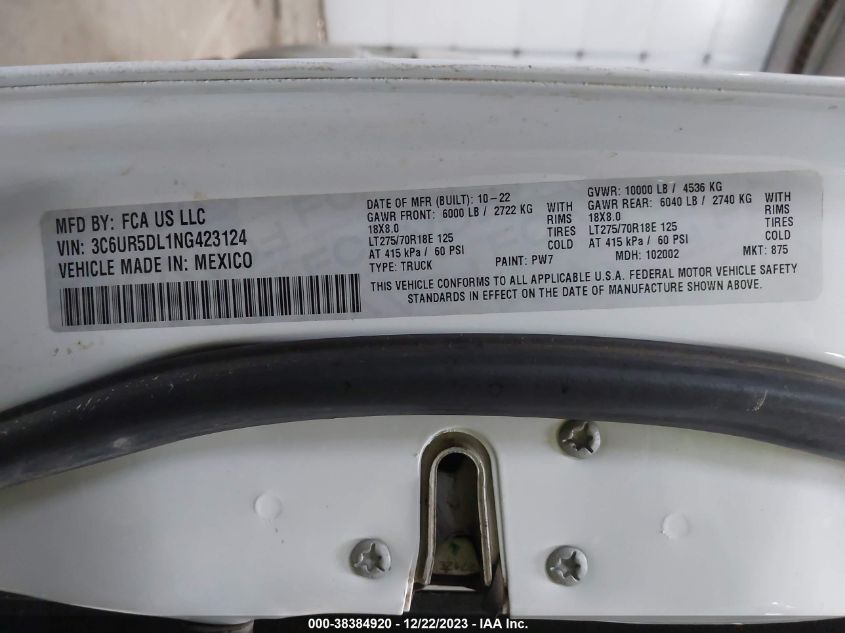 MFD BY: FCA US LLC
VIN: 3C6UR5DL1NG423124
VEHICLE MADE IN: MEXICO
DATE OF MFR (BUILT): 10-22
GAWR FRONT: 6000 LB / 2722 KG WITH
18X8.0 RIMS
LT275/70R18E 125 TIRES
AT 415 kPa / 60 PSI COLD
TYPE: TRUCK PAINT: PW7
GVWR: 10000 LB / 4536 KG
GAWR REAR: 6040 LB / 2740 KG WITH
18X8.0 RIMS
LT275/70R18E 125 TIRES
AT 415 kPa / 60 PSI COLD
MDH: 102002 MKT: 875
THIS VEHICLE CONFORMS TO ALL APPLICABLE U.S.A. FEDERAL MOTOR VEHICLE SAFETY
STANDARDS IN EFFECT ON THE DATE OF MANUFACTURE SHOWN ABOVE.
000-38384920 - 12/22/2023 - IAA Inc.